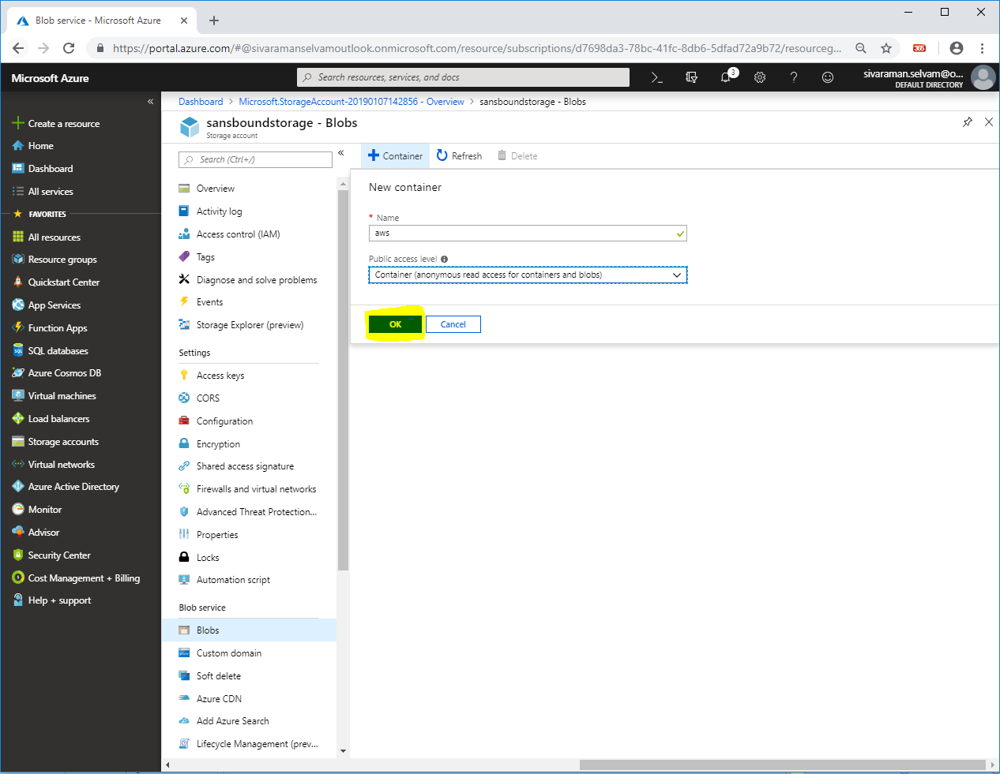 Blob service - Microsoft Azure
https://portal.azure.com/#@sivaramanselvamoutlook.onmicrosoft.com/resource/subscriptions/d7698da3-78bc-41fc-8db6-5dfad72a9b72/resourceg...
365
Microsoft Azure
Search resources, services, and docs
3
sivaraman.selvam@o...
DEFAULT DIRECTORY
Dashboard > Microsoft.StorageAccount-20190107142856 - Overview > sansboundstorage - Blobs
sansboundstorage - Blobs
Storage account
Create a resource
Home
Dashboard
All services
FAVORITES
All resources
Resource groups
Quickstart Center
App Services
Function Apps
SQL databases
Azure Cosmos DB
Virtual machines
Load balancers
Storage accounts
Virtual networks
Azure Active Directory
Monitor
Advisor
Security Center
Cost Management + Billing
Help + support
Search (Ctrl+/)
Overview
Activity log
Access control (IAM)
Tags
Diagnose and solve problems
Events
Storage Explorer (preview)
Settings
Access keys
CORS
Configuration
Encryption
Shared access signature
Firewalls and virtual networks
Advanced Threat Protection...
Properties
Locks
Automation script
Blob service
Blobs
Custom domain
Soft delete
Azure CDN
Add Azure Search
Lifecycle Management (prev...
Container Refresh Delete
New container
* Name
aws
Public access level
Container (anonymous read access for containers and blobs)
OK Cancel